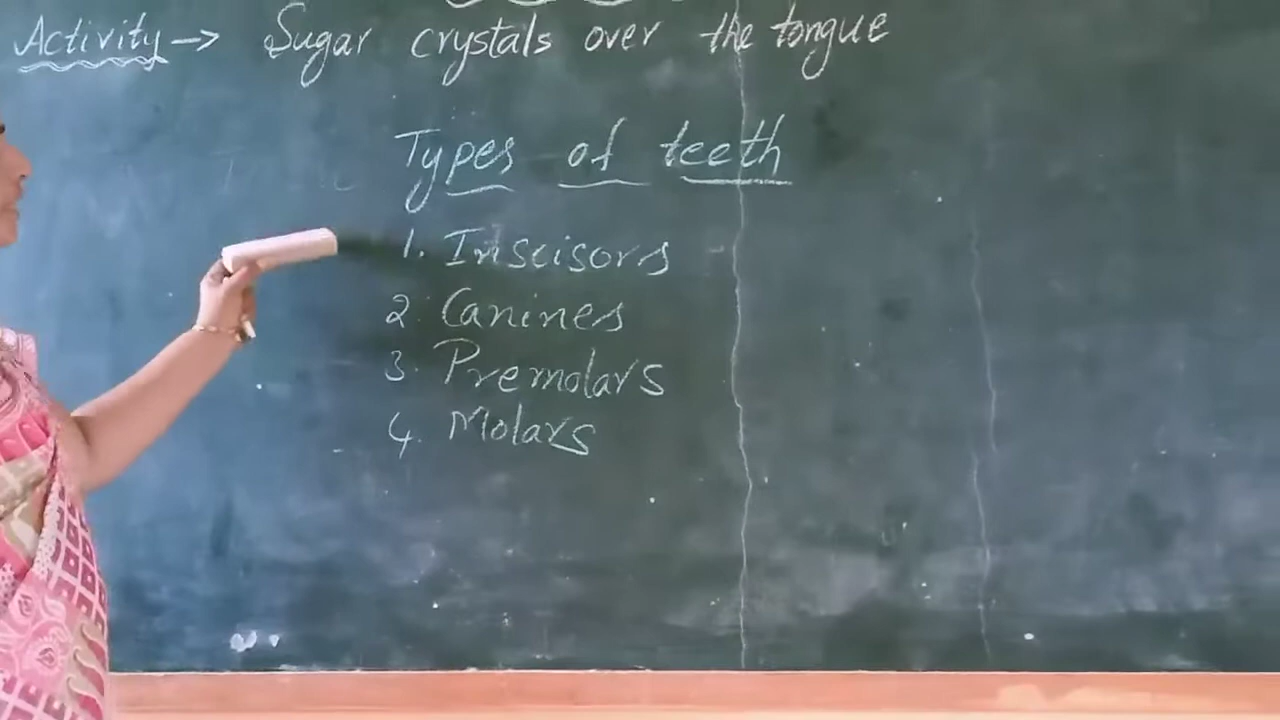 Activity → Sugar crystals over the tongue
Types of teeth
1. Inscisors
2. Canines
3. Premolars
4. Molars